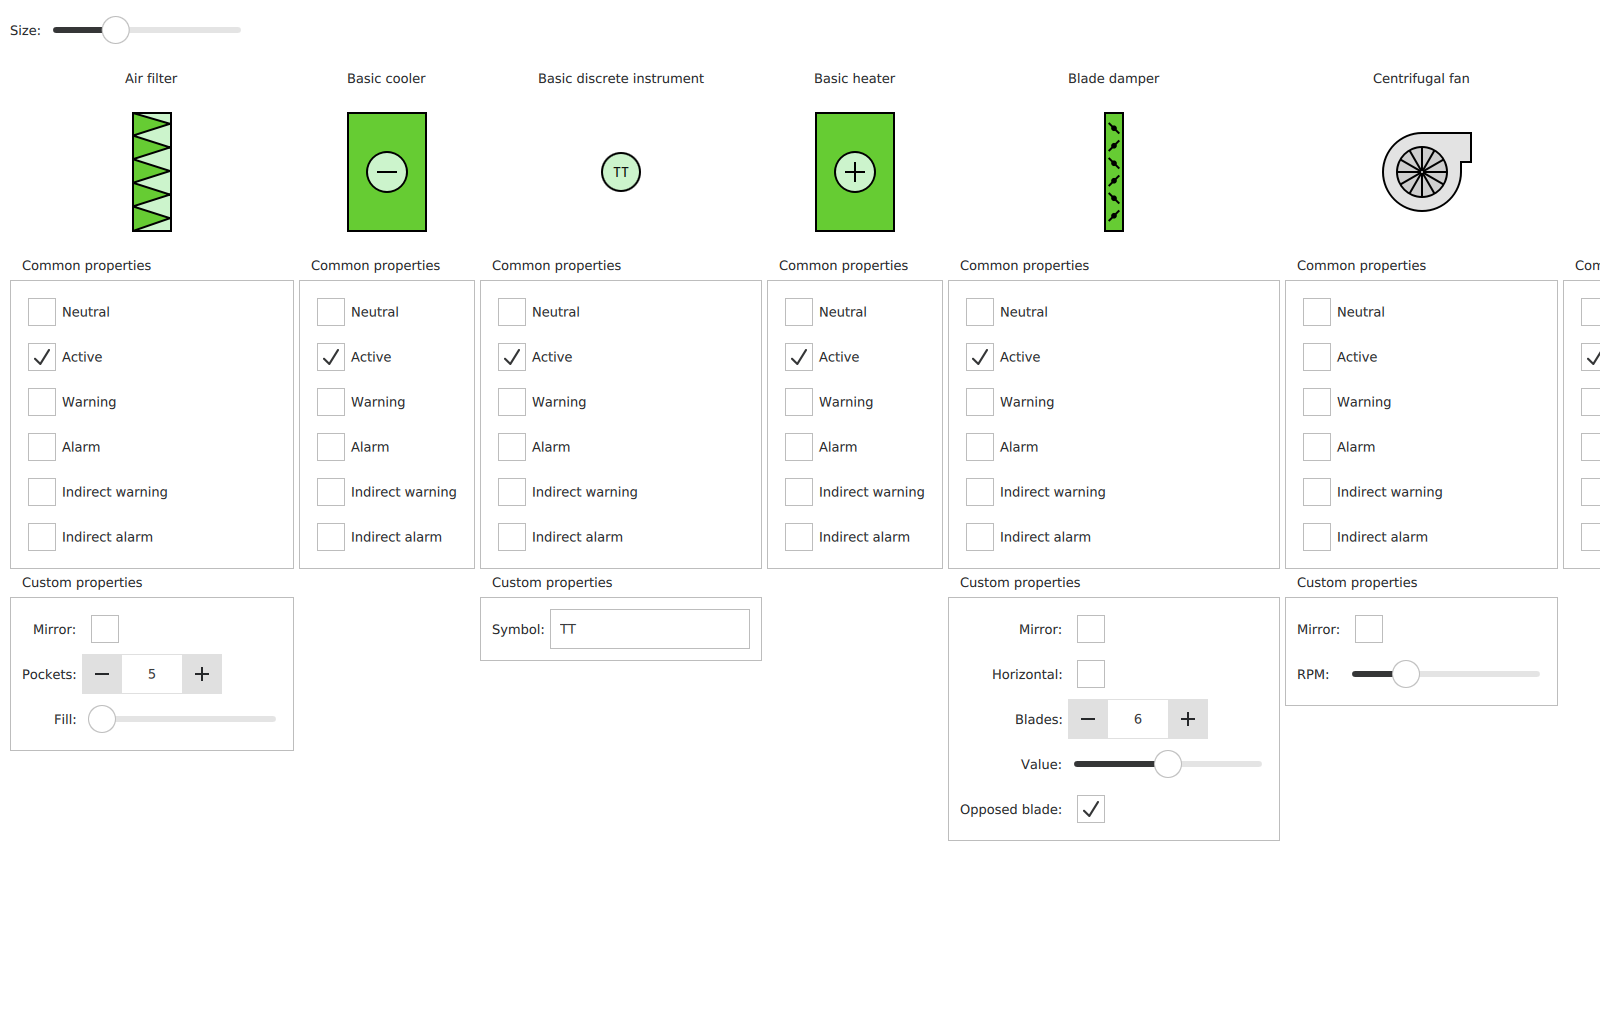 Size:
Air filter
Basic cooler
Basic discrete instrument
Basic heater
Blade damper
Centrifugal fan
TT
Common properties
Common properties
Common properties
Common properties
Common properties
Common properties
Neutral
Neutral
Neutral
Neutral
Neutral
Neutral
Active
Active
Active
Active
Active
Active
Warning
Warning
Warning
Warning
Warning
Warning
Alarm
Alarm
Alarm
Alarm
Alarm
Alarm
Indirect warning
Indirect warning
Indirect warning
Indirect warning
Indirect warning
Indirect warning
Indirect alarm
Indirect alarm
Indirect alarm
Indirect alarm
Indirect alarm
Indirect alarm
Custom properties
Custom properties
Custom properties
Custom properties
Mirror:
Symbol: TT
Mirror:
Mirror:
Pockets: 5
Horizontal:
RPM:
Fill:
Blades: 6
Value:
Opposed blade: